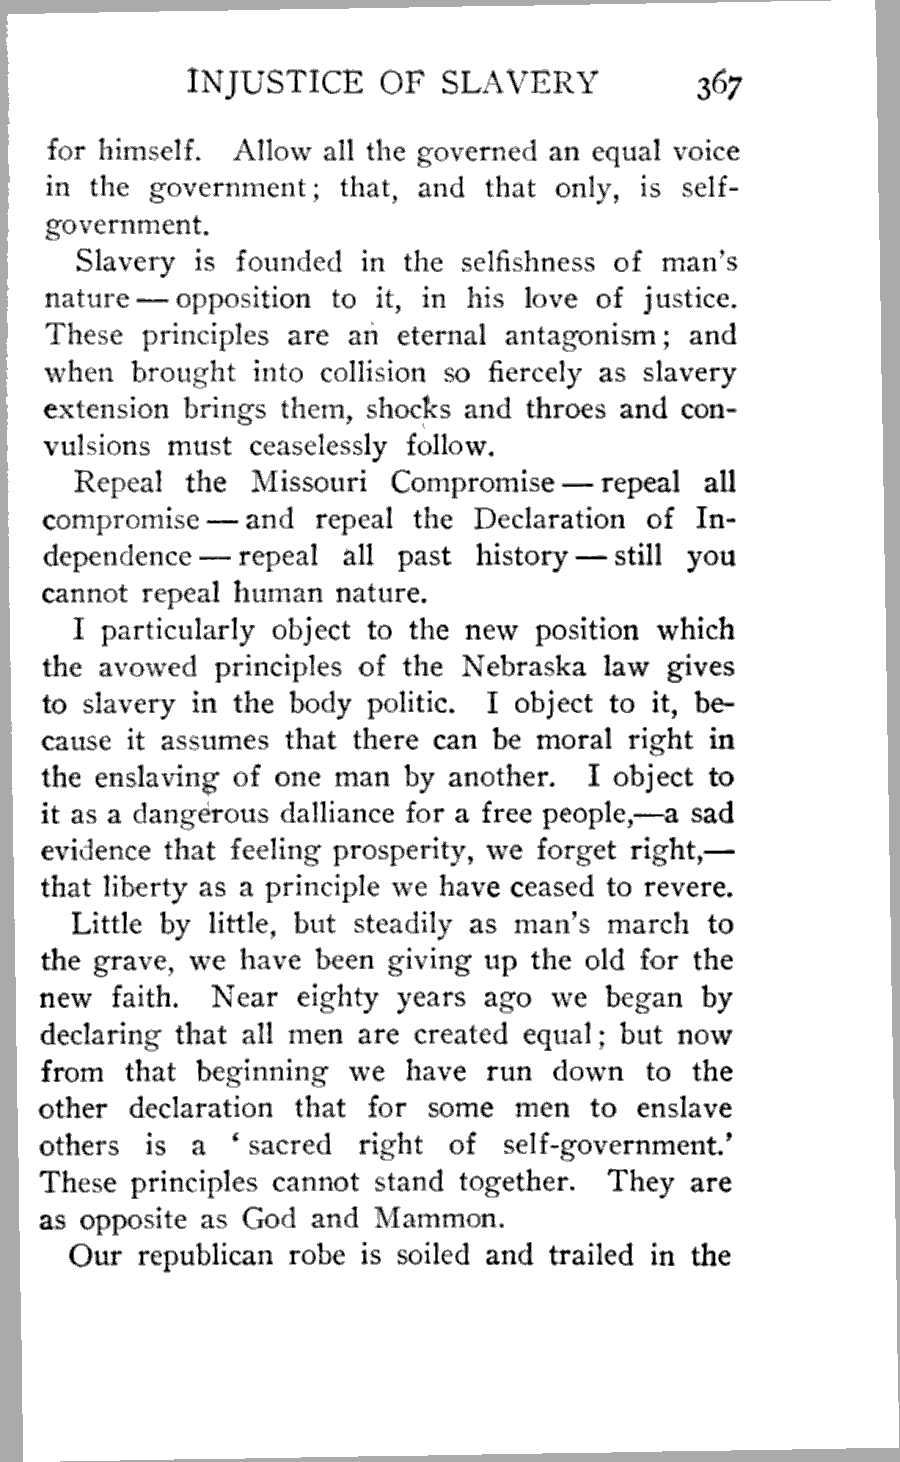 INJUSTICE OF SLAVERY 367
for himself. Allow all the governed an equal voice
in the government; that, and that only, is self-
government.
Slavery is founded in the selfishness of man's
nature — opposition to it, in his love of justice.
These principles are an eternal antagonism; and
when brought into collision so fiercely as slavery
extension brings them, shocks and throes and con-
vulsions must ceaselessly follow.
Repeal the Missouri Compromise — repeal all
compromise — and repeal the Declaration of In-
dependence — repeal all past history — still you
cannot repeal human nature.
I particularly object to the new position which
the avowed principles of the Nebraska law gives
to slavery in the body politic. I object to it, be-
cause it assumes that there can be moral right in
the enslaving of one man by another. I object to
it as a dangerous dalliance for a free people,—a sad
evidence that feeling prosperity, we forget right,—
that liberty as a principle we have ceased to revere.
Little by little, but steadily as man's march to
the grave, we have been giving up the old for the
new faith. Near eighty years ago we began by
declaring that all men are created equal; but now
from that beginning we have run down to the
other declaration that for some men to enslave
others is a ‘sacred right of self-government.’
These principles cannot stand together. They are
as opposite as God and Mammon.
Our republican robe is soiled and trailed in the